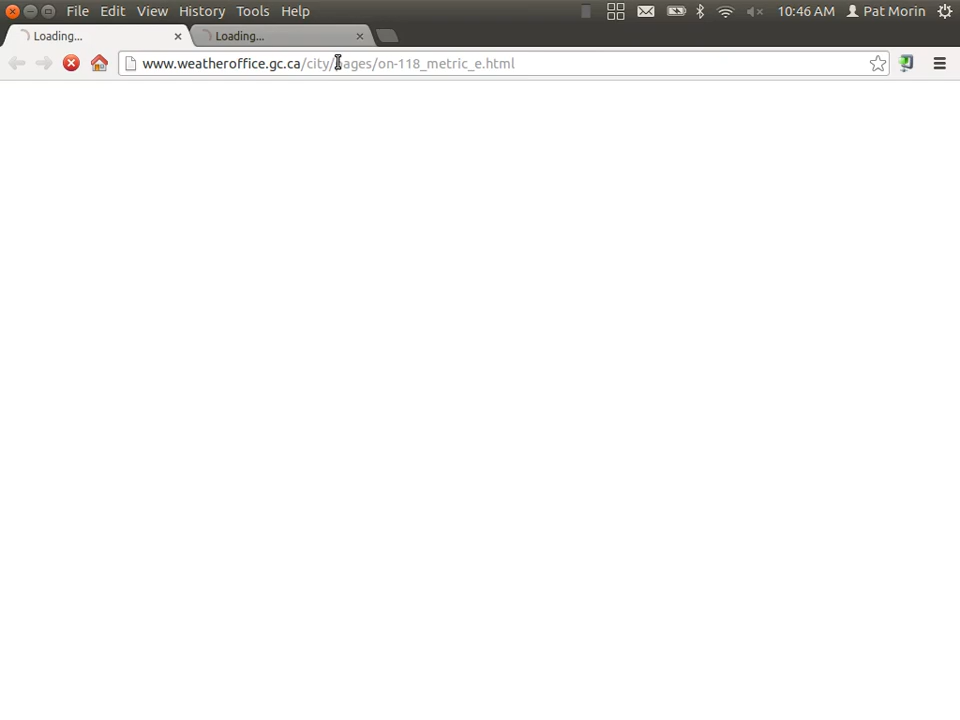 File Edit View History Tools Help 10:46 AM Pat Morin
Loading... Loading...
www.weatheroffice.gc.ca/city/pages/on-118_metric_e.html